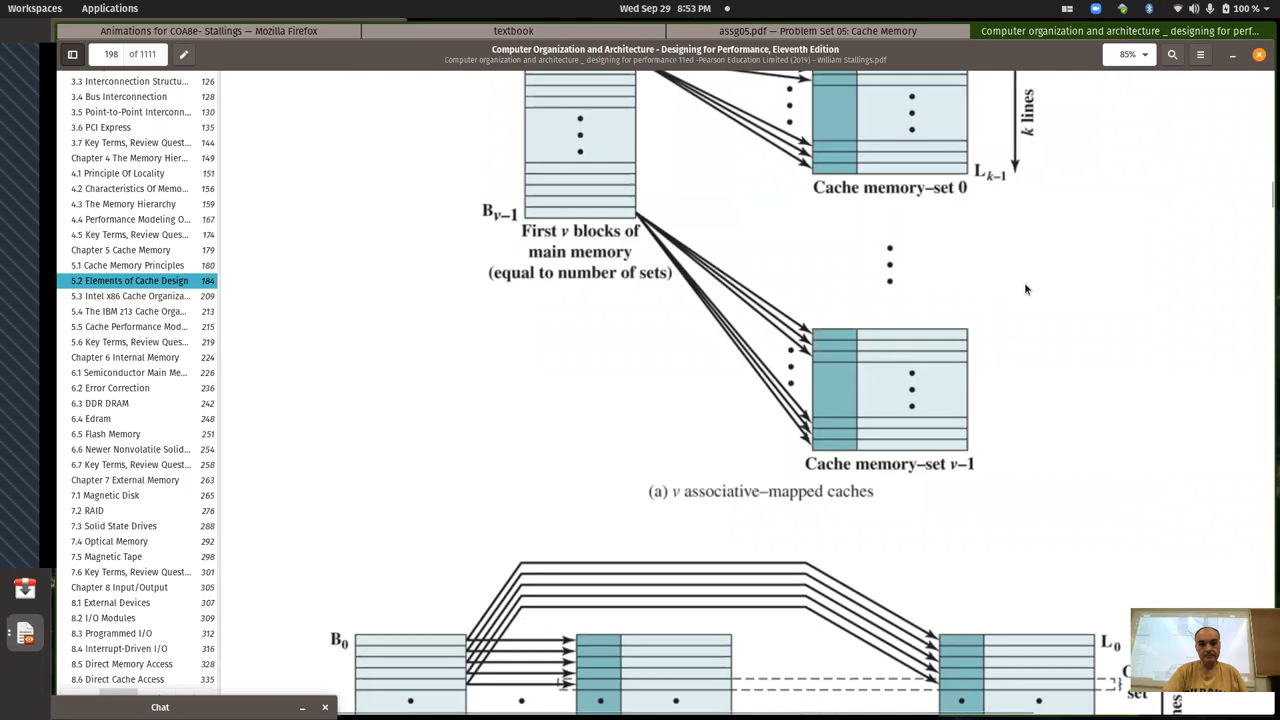 Workspaces Applications Wed Sep 29 8:53 PM 100 %
Animations for COA8e- Stallings — Mozilla Firefox
textbook
assg05.pdf — Problem Set 05: Cache Memory
Computer organization and architecture _ designing for perf...
198 of 1111
Computer Organization and Architecture - Designing for Performance, Eleventh Edition
Computer organization and architecture _ designing for performance 11ed -Pearson Education Limited (2019) - William Stallings.pdf
85%
3.3 Interconnection Structu... 126
3.4 Bus Interconnection 128
3.5 Point-to-Point Interconn... 130
3.6 PCI Express 135
3.7 Key Terms, Review Quest... 144
Chapter 4 The Memory Hier... 149
4.1 Principle Of Locality 151
4.2 Characteristics Of Memo... 156
4.3 The Memory Hierarchy 161
4.4 Performance Modeling O... 167
4.5 Key Terms, Review Quest... 174
Chapter 5 Cache Memory 179
5.1 Cache Memory Principles 180
5.2 Elements of Cache Design 184
5.3 Intel x86 Cache Organiza... 209
5.4 The IBM z13 Cache Orga... 213
5.5 Cache Performance Mod... 215
5.6 Key Terms, Review Ques... 219
Chapter 6 Internal Memory 224
6.1 Semiconductor Main Me... 226
6.2 Error Correction 236
6.3 DDR DRAM 242
6.4 Edram 248
6.5 Flash Memory 251
6.6 Newer Nonvolatile Solid... 254
6.7 Key Terms, Review Quest... 258
Chapter 7 External Memory 263
7.1 Magnetic Disk 265
7.2 RAID 276
7.3 Solid State Drives 288
7.4 Optical Memory 292
7.5 Magnetic Tape 298
7.6 Key Terms, Review Quest... 301
Chapter 8 Input/Output 305
8.1 External Devices 307
8.2 I/O Modules 309
8.3 Programmed I/O 312
8.4 Interrupt-Driven I/O 316
8.5 Direct Memory Access 328
8.6 Direct Cache Access 335
Chat
k lines
Lk–1
Cache memory–set 0
Bv–1
First v blocks of
main memory
(equal to number of sets)
Cache memory–set v–1
(a) v associative–mapped caches
B0
L0
set